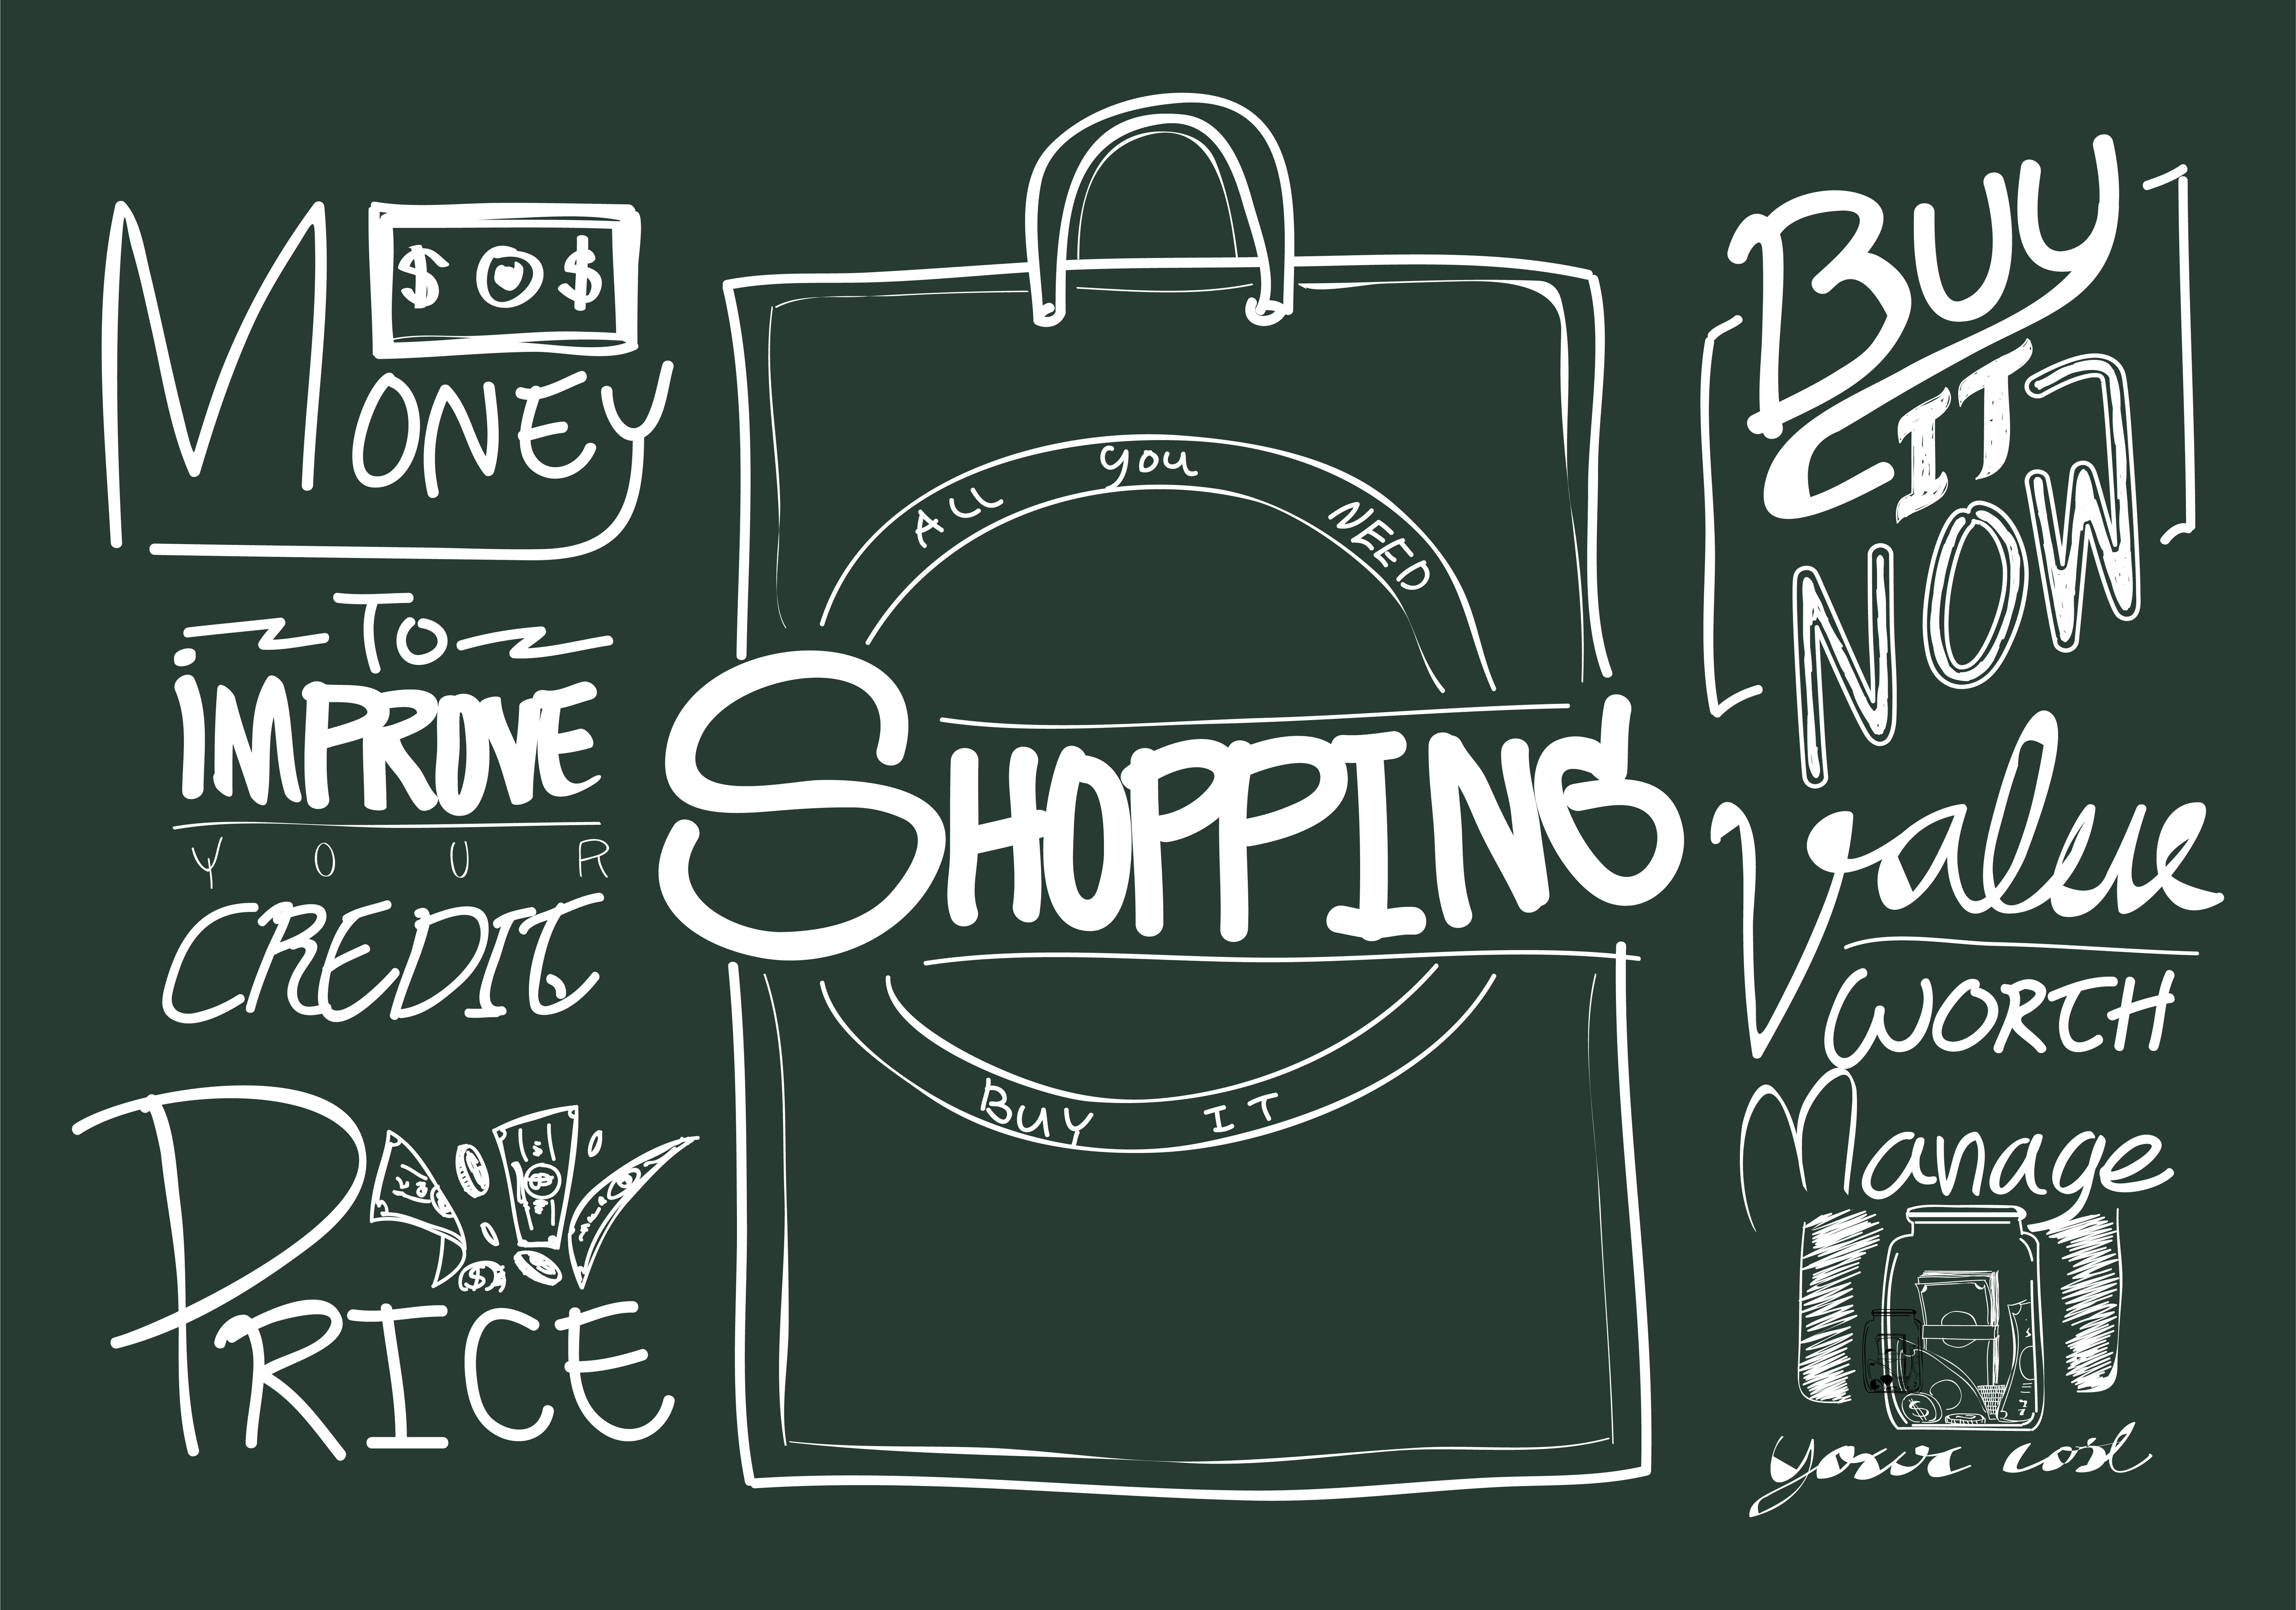 $ O $
MONEY
To
iMPROVE
YOUR
CREDIT
PRICE
ALL you NEED
SHOPPING
BUY IT
BUY
IT
NOW
Value
WORTH
Manage
your